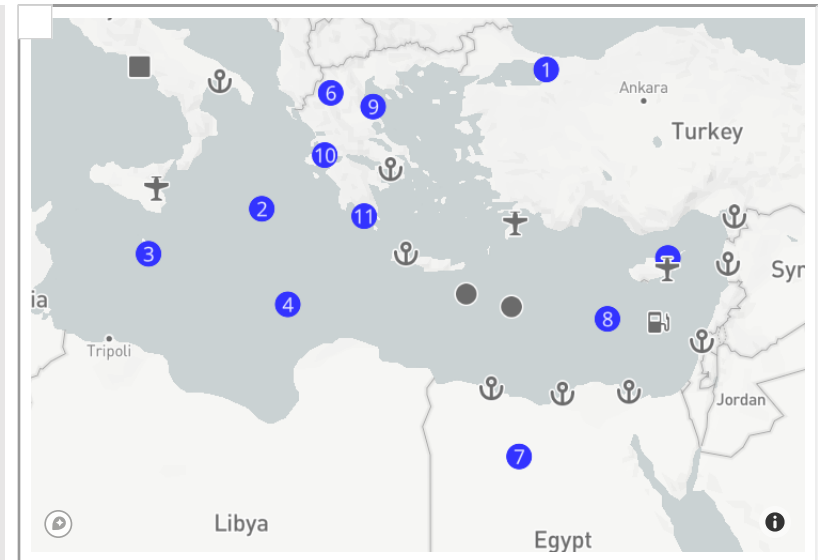 1
Ankara
6
9
Turkey
10
2
11
3
Syr
ia
4
8
Tripoli
Jordan
7
Libya
Egypt